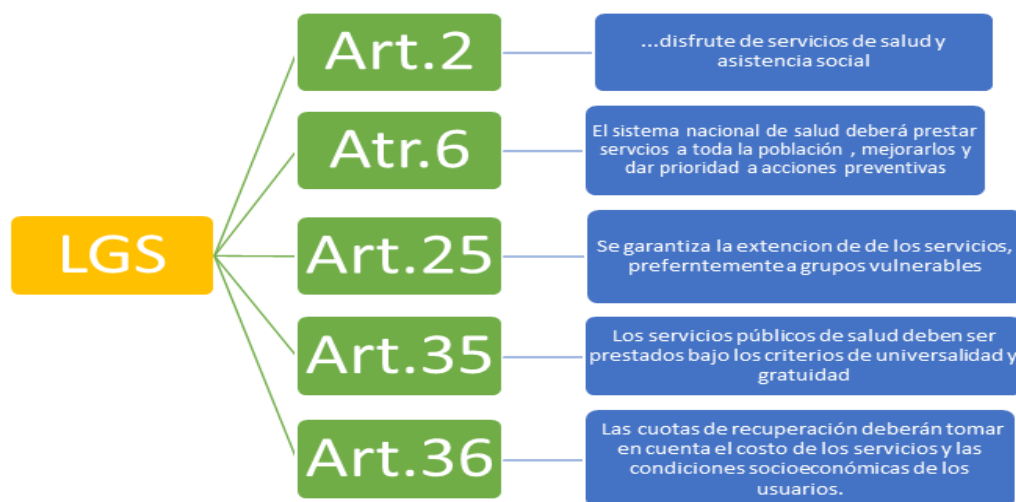 LGS
Art.2
...disfrute de servicios de salud y
asistencia social
Atr.6
El sistema nacional de salud deberá prestar
servcios a toda la población , mejorarlos y
dar prioridad a acciones preventivas
Art.25
Se garantiza la extencion de de los servicios,
preferntemente a grupos vulnerables
Art.35
Los servicios públicos de salud deben ser
prestados bajo los criterios de universalidad y
gratuidad
Art.36
Las cuotas de recuperación deberán tomar
en cuenta el costo de los servicios y las
condiciones socioeconómicas de los
usuarios.